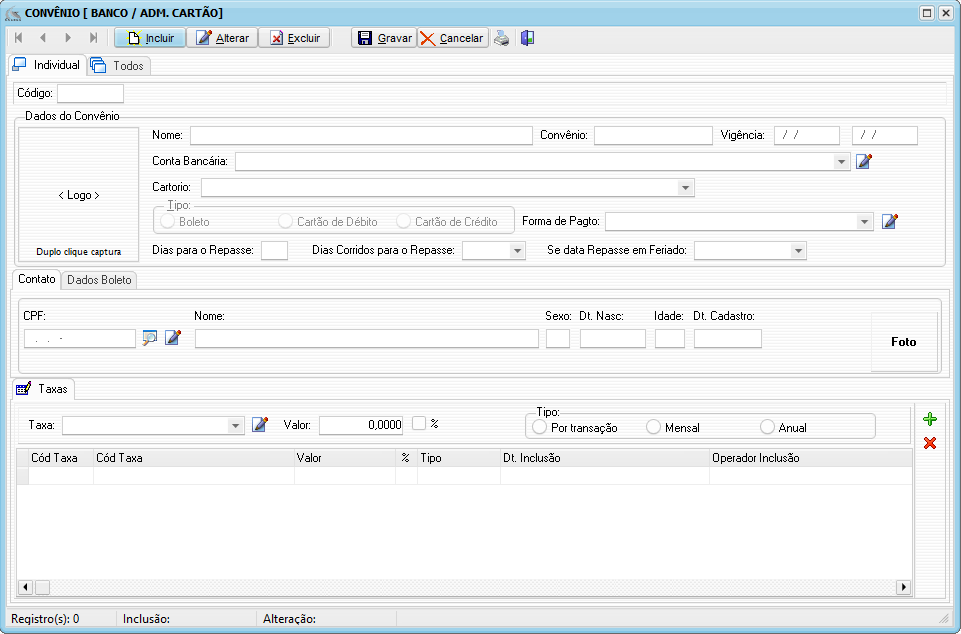 CONVÊNIO [ BANCO / ADM. CARTÃO]
Incluir Alterar Excluir Gravar Cancelar
Individual Todos
Código:
Dados do Convênio
Nome: Convênio: Vigência: / / / /
Conta Bancária:
< Logo > Cartorio:
Tipo:
Boleto Cartão de Débito Cartão de Crédito Forma de Pagto:
Duplo clique captura Dias para o Repasse: Dias Corridos para o Repasse: Se data Repasse em Feriado:
Contato Dados Boleto
CPF: Nome: Sexo: Dt. Nasc: Idade: Dt. Cadastro:
. . -
Foto
Taxas
Tipo:
Taxa: Valor: 0,0000 % Por transação Mensal Anual
Cód Taxa Cód Taxa Valor % Tipo Dt. Inclusão Operador Inclusão
Registro(s): 0 Inclusão: Alteração: